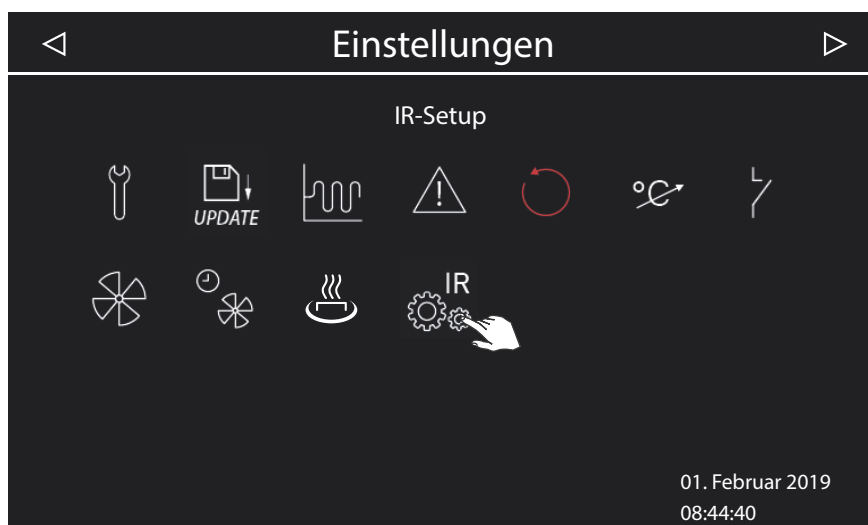 Einstellungen
IR-Setup
UPDATE
°C
IR
01. Februar 2019
08:44:40